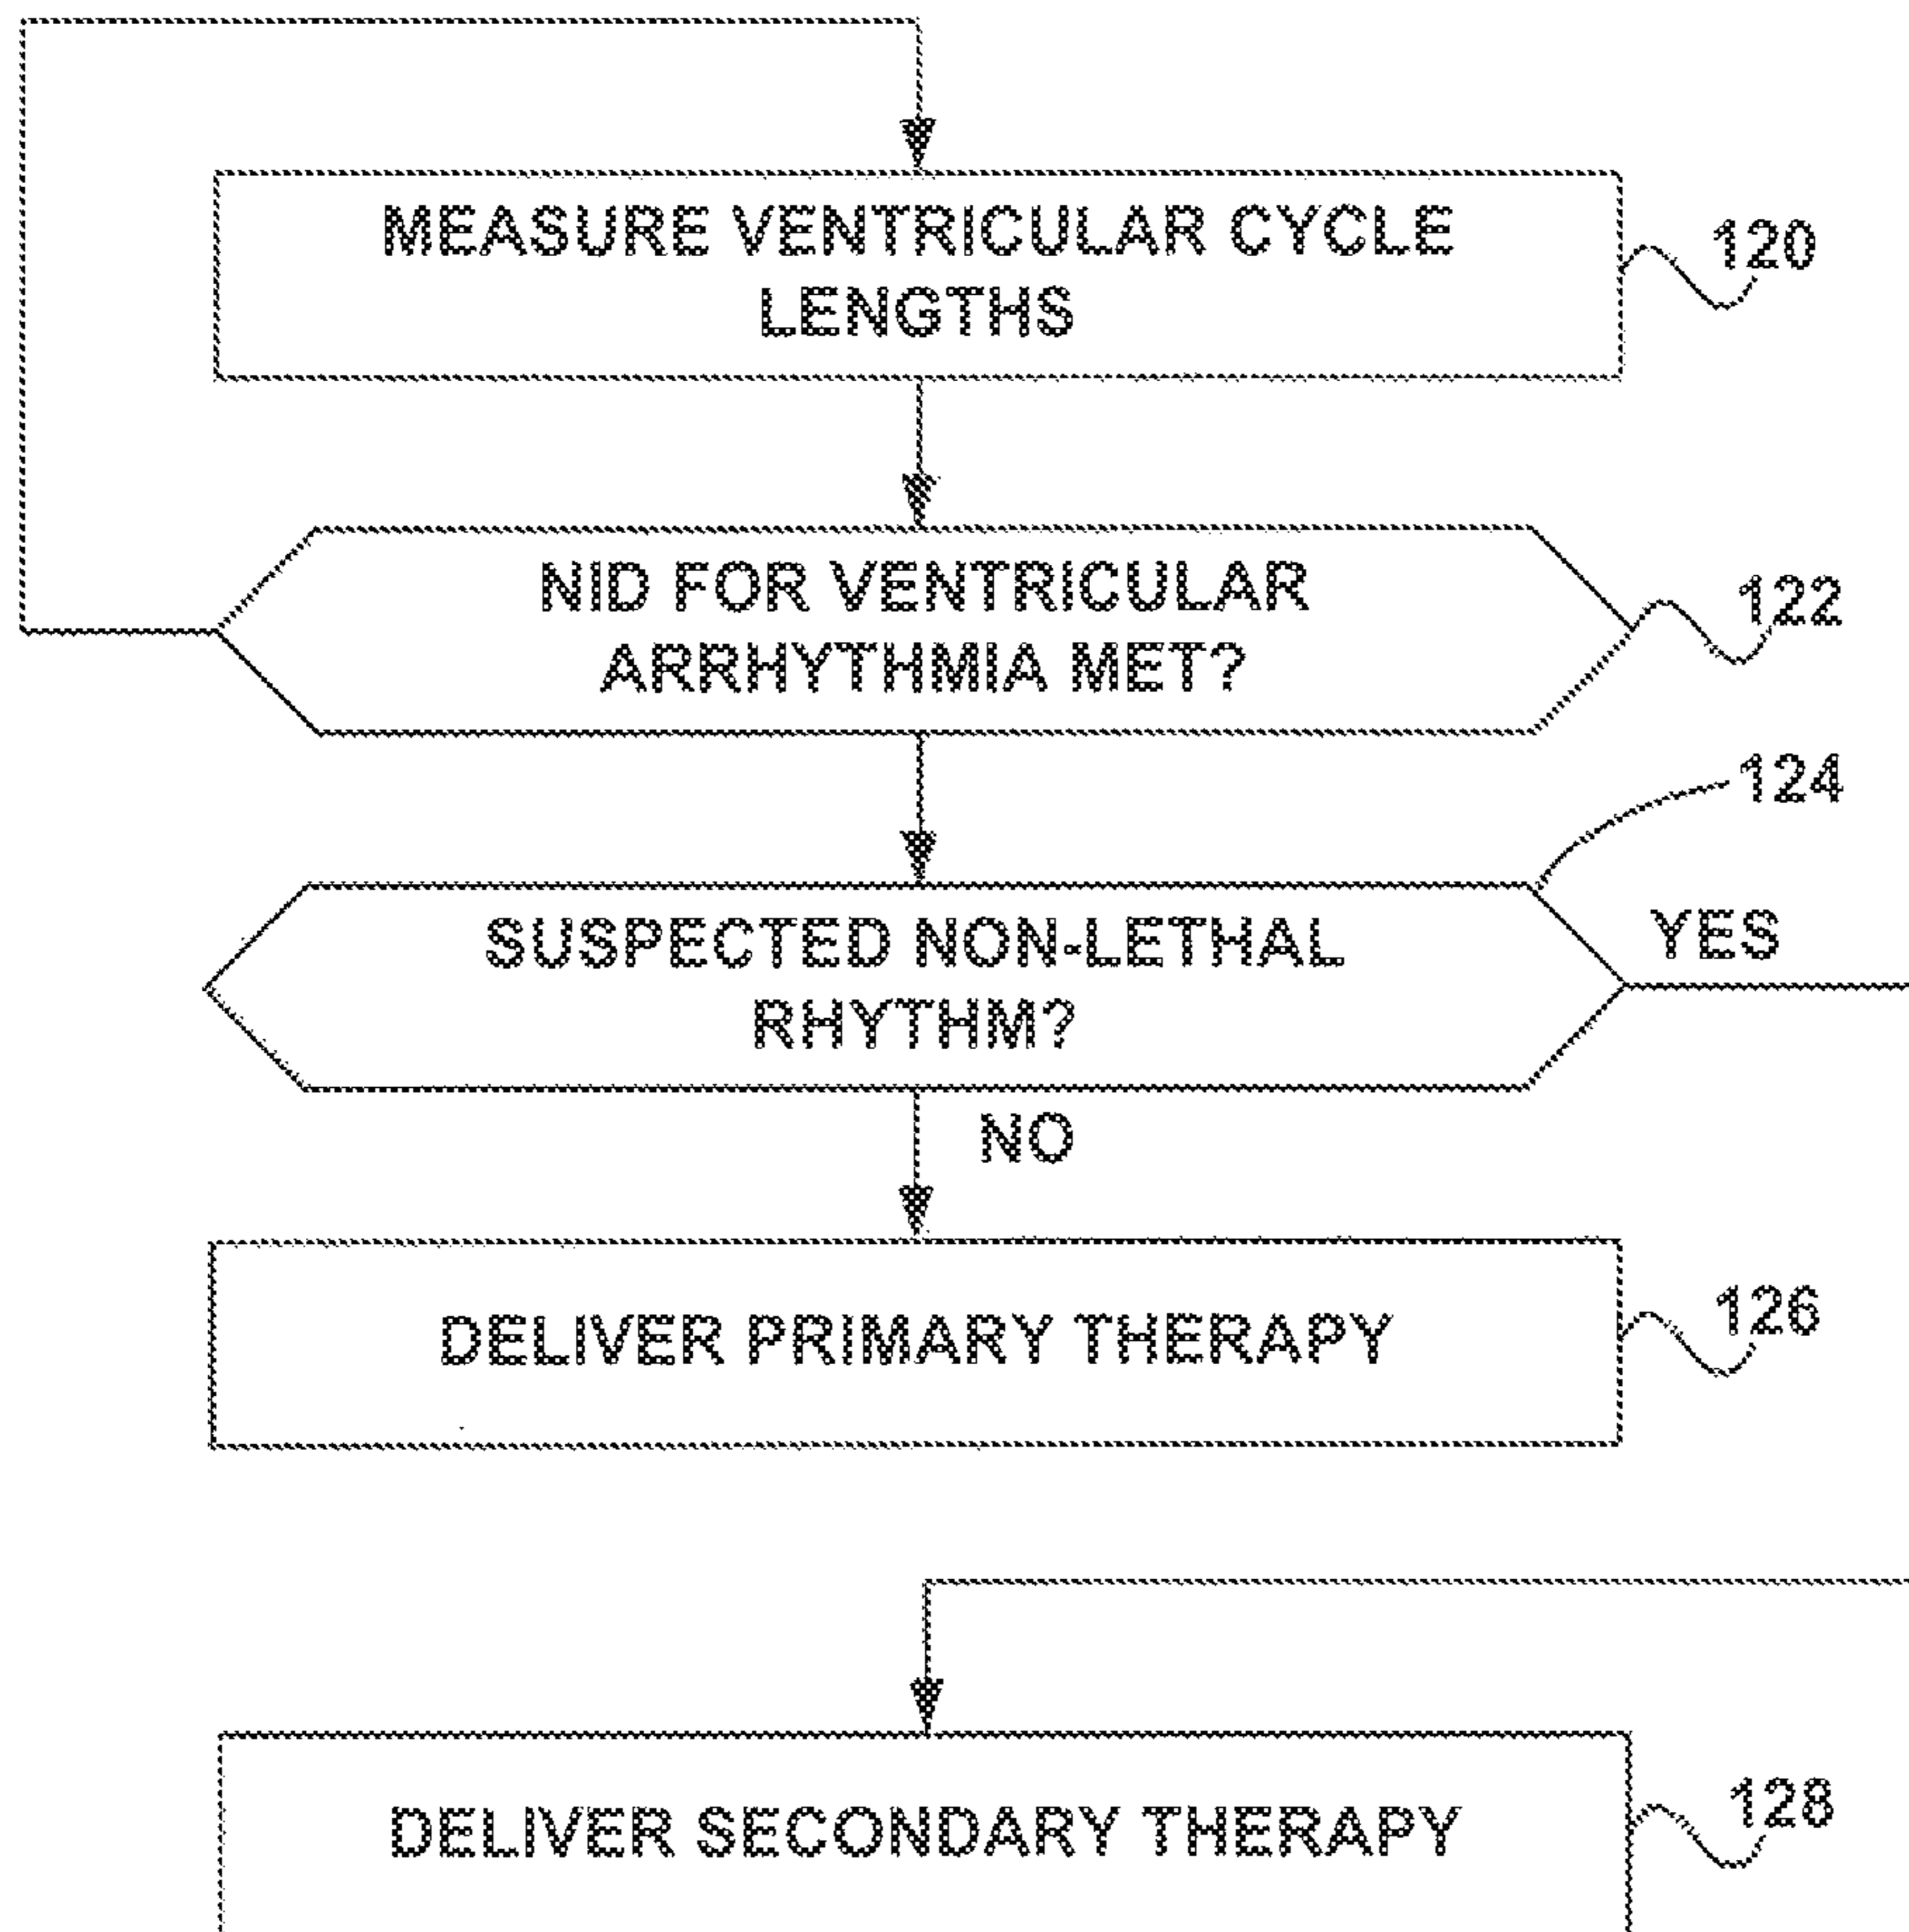 MEASURE VENTRICULAR CYCLE
LENGTHS
120
NID FOR VENTRICULAR
ARRHYTHMIA MET?
122
124
SUSPECTED NON-LETHAL
RHYTHM?
YES
NO
DELIVER PRIMARY THERAPY
126
DELIVER SECONDARY THERAPY
128